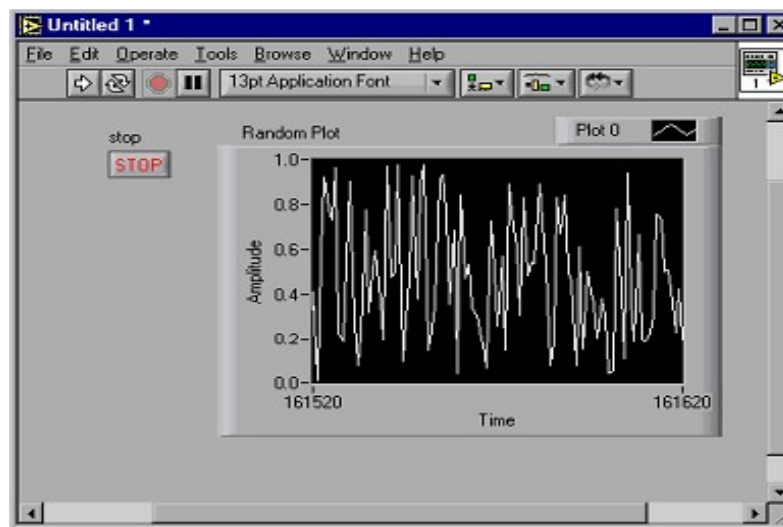 Untitled 1 *
File Edit Operate Tools Browse Window Help
13pt Application Font
1
stop
STOP
Random Plot
Plot 0
1.0
0.8
0.6
0.4
0.2
0.0
Amplitude
161520
161620
Time